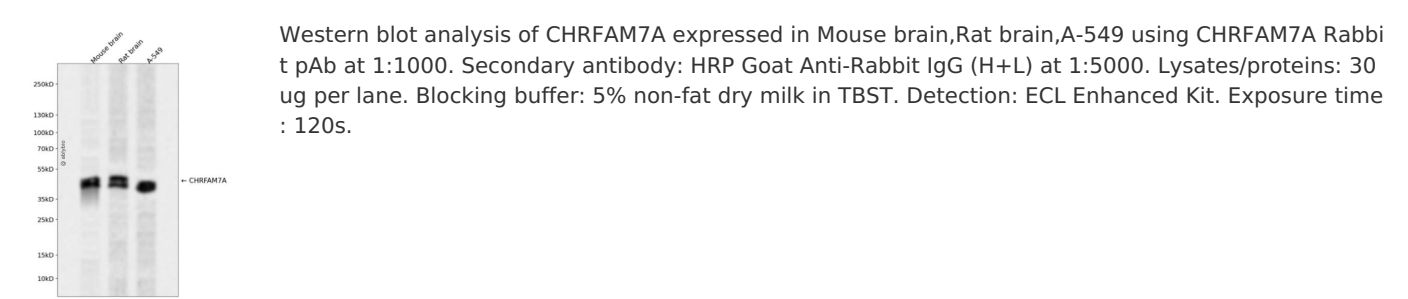 Mouse brain
Rat brain
A-549
250kD
130kD
100kD
70kD
55kD
35kD
25kD
15kD
10kD
@ ablybro
← CHRFAM7A
Western blot analysis of CHRFAM7A expressed in Mouse brain,Rat brain,A-549 using CHRFAM7A Rabbi
t pAb at 1:1000. Secondary antibody: HRP Goat Anti-Rabbit IgG (H+L) at 1:5000. Lysates/proteins: 30
ug per lane. Blocking buffer: 5% non-fat dry milk in TBST. Detection: ECL Enhanced Kit. Exposure time
: 120s.